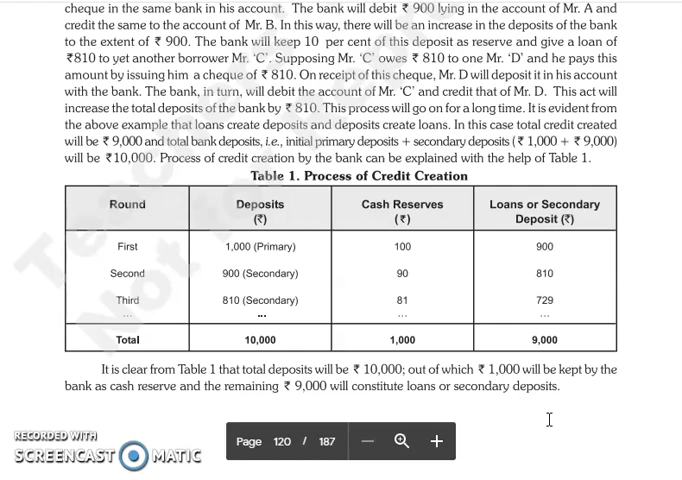 cheque in the same bank in his account. The bank will debit ₹ 900 lying in the account of Mr. A and
credit the same to the account of Mr. B. In this way, there will be an increase in the deposits of the bank
to the extent of ₹ 900. The bank will keep 10 per cent of this deposit as reserve and give a loan of
₹810 to yet another borrower Mr. ‘C’. Supposing Mr. ‘C’ owes ₹ 810 to one Mr. ‘D’ and he pays this
amount by issuing him a cheque of ₹ 810. On receipt of this cheque, Mr. D will deposit it in his account
with the bank. The bank, in turn, will debit the account of Mr. ‘C’ and credit that of Mr. D. This act will
increase the total deposits of the bank by ₹ 810. This process will go on for a long time. It is evident from
the above example that loans create deposits and deposits create loans. In this case total credit created
will be ₹ 9,000 and total bank deposits, i.e., initial primary deposits + secondary deposits (₹ 1,000 + ₹ 9,000)
will be ₹10,000. Process of credit creation by the bank can be explained with the help of Table 1.
Table 1. Process of Credit Creation
Round Deposits (₹) Cash Reserves (₹) Loans or Secondary Deposit (₹)
First 1,000 (Primary) 100 900
Second 900 (Secondary) 90 810
Third 810 (Secondary) 81 729
... ... ... ...
Total 10,000 1,000 9,000
It is clear from Table 1 that total deposits will be ₹ 10,000; out of which ₹ 1,000 will be kept by the
bank as cash reserve and the remaining ₹ 9,000 will constitute loans or secondary deposits.
RECORDED WITH
SCREENCAST MATIC
Page 120 / 187 — +